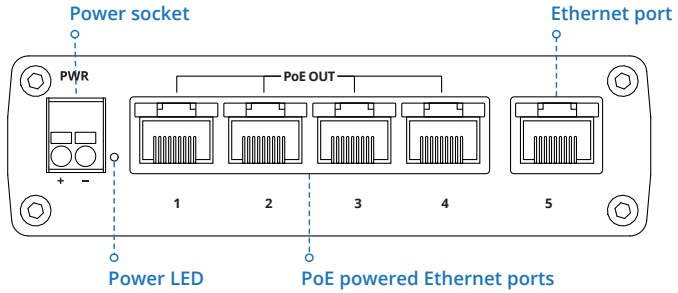 Power socket
Ethernet port
PWR
PoE OUT
+ −
1 2 3 4 5
Power LED
PoE powered Ethernet ports